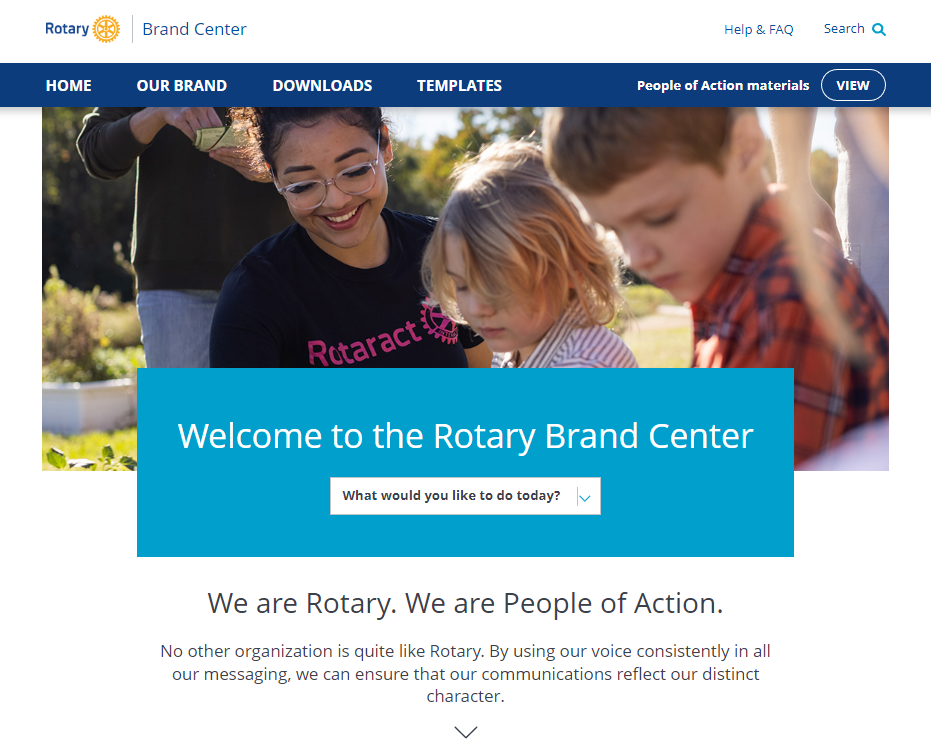 Rotary
Brand Center
Help & FAQ
Search
HOME
OUR BRAND
DOWNLOADS
TEMPLATES
People of Action materials
VIEW
Rotaract
Welcome to the Rotary Brand Center
What would you like to do today?
We are Rotary. We are People of Action.
No other organization is quite like Rotary. By using our voice consistently in all
our messaging, we can ensure that our communications reflect our distinct
character.